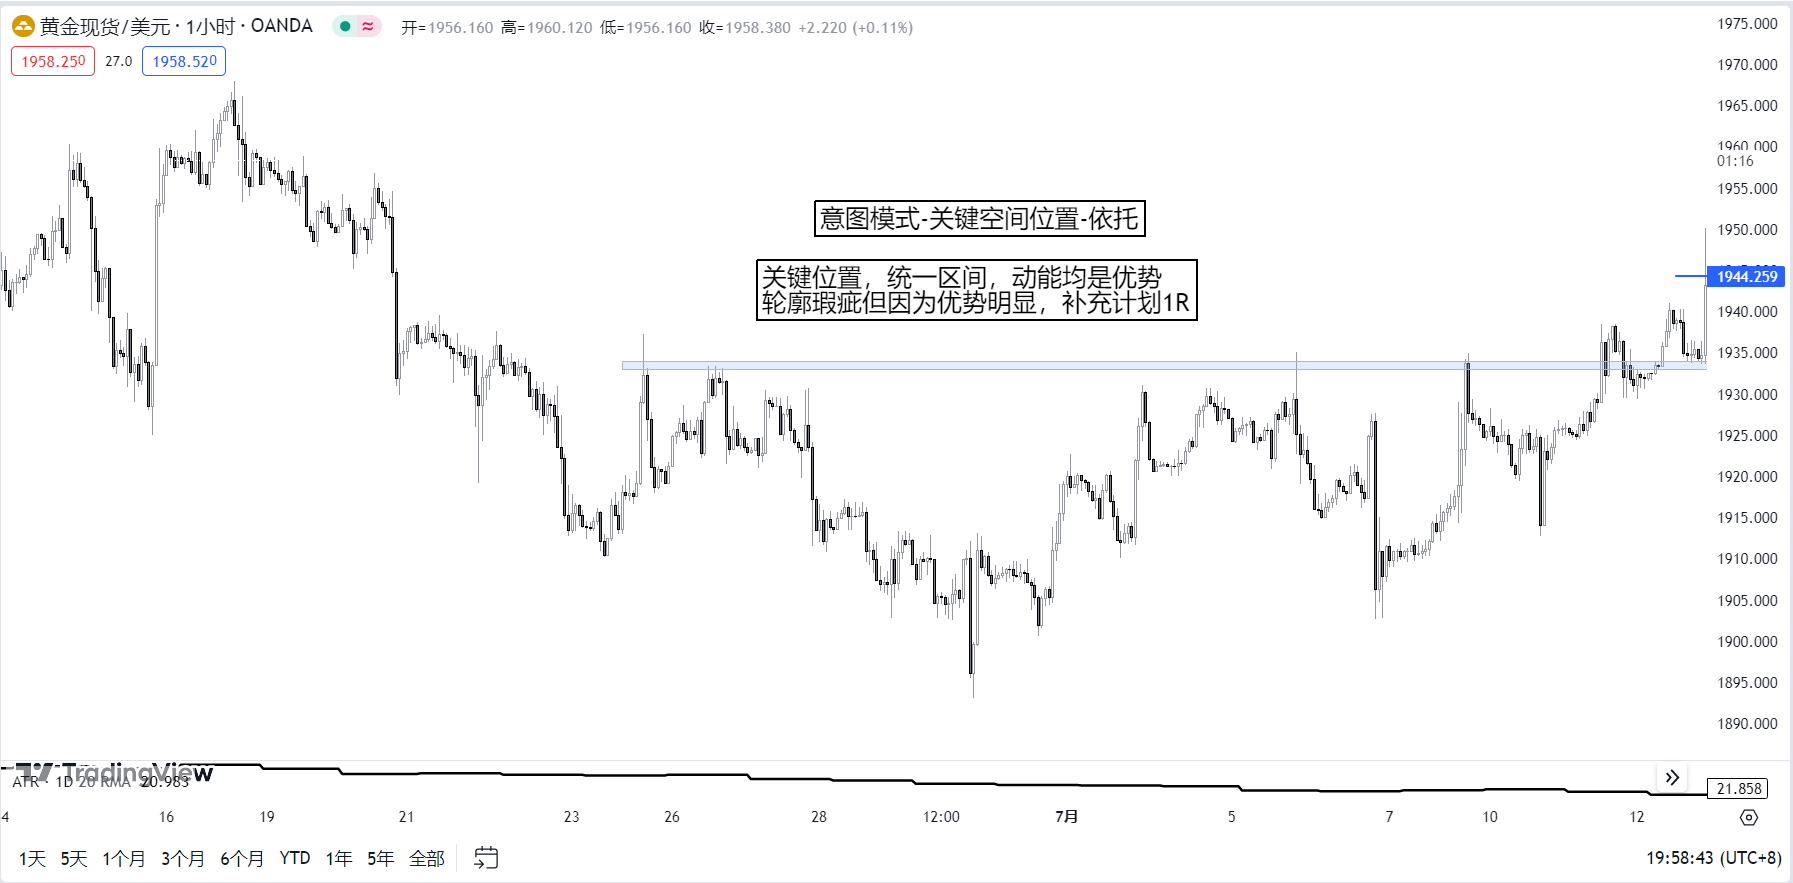 黄金现货/美元 · 1小时 · OANDA
开=1956.160 高=1960.120 低=1956.160 收=1958.380 +2.220 (+0.11%)
1958.250 27.0 1958.520
意图模式-关键空间位置-依托
关键位置，统一区间，动能均是优势
轮廓瑕疵但因为优势明显，补充计划1R
1975.000
1970.000
1965.000
1960.000
01:16
1955.000
1950.000
1944.259
1940.000
1935.000
1930.000
1925.000
1920.000
1915.000
1910.000
1905.000
1900.000
1895.000
1890.000
TradingView
ATR · 1D 20 RMA 20.983
21.858
4 16 19 21 23 26 28 12:00 7月 5 7 10 12
1天 5天 1个月 3个月 6个月 YTD 1年 5年 全部
19:58:43 (UTC+8)